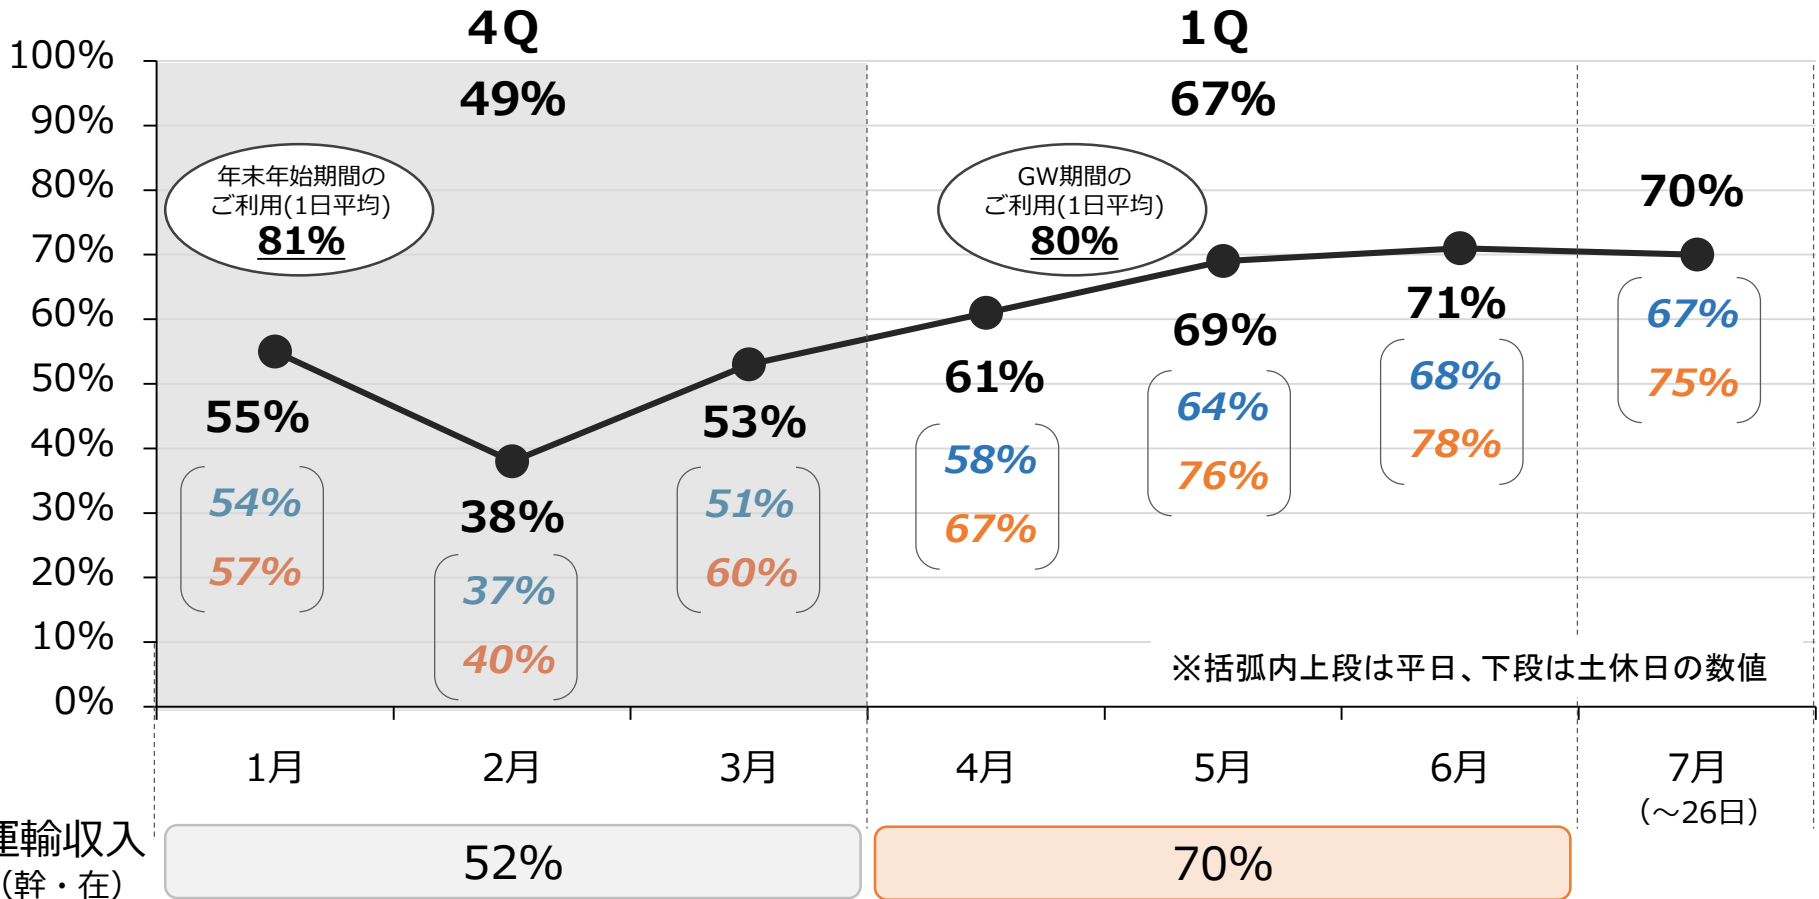 4Q
1Q
49%
67%
100%
90%
80%
70%
60%
50%
40%
30%
20%
10%
0%
年末年始期間の
ご利用(1日平均)
81%
GW期間の
ご利用(1日平均)
80%
55%
54%
57%
38%
37%
40%
53%
51%
60%
61%
58%
67%
69%
64%
76%
71%
68%
78%
70%
67%
75%
※括弧内上段は平日、下段は土休日の数値
1月
2月
3月
4月
5月
6月
7月
（～26日）
運輸収入
（幹・在）
52%
70%